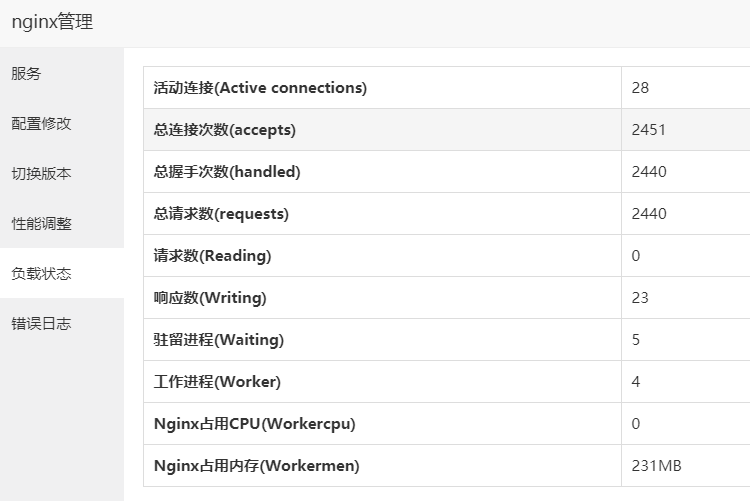 nginx管理
服务
配置修改
切换版本
性能调整
负载状态
错误日志
活动连接(Active connections) 28
总连接次数(accepts) 2451
总握手次数(handled) 2440
总请求数(requests) 2440
请求数(Reading) 0
响应数(Writing) 23
驻留进程(Waiting) 5
工作进程(Worker) 4
Nginx占用CPU(Workercpu) 0
Nginx占用内存(Workermen) 231MB